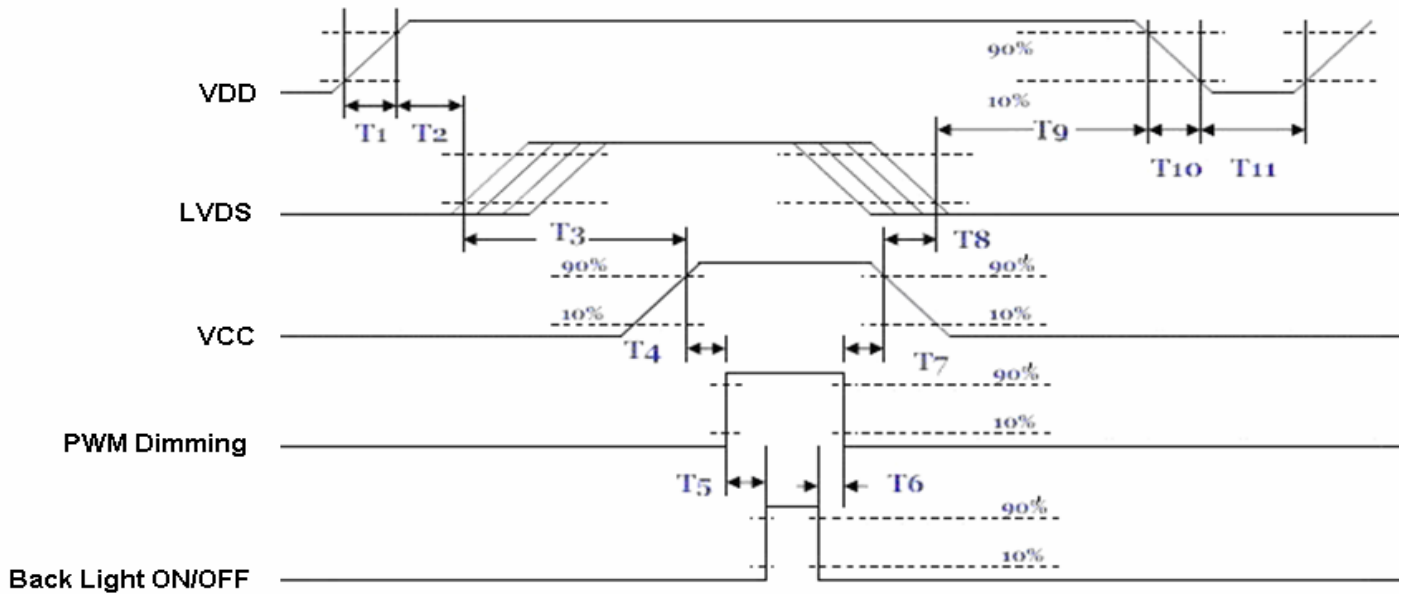 90%
VDD
10%
T1 T2 T9
T10 T11
LVDS
T3 T8
90% 90%
10% 10%
VCC
T4 T7
90%
10%
PWM Dimming
T5 T6
90%
10%
Back Light ON/OFF